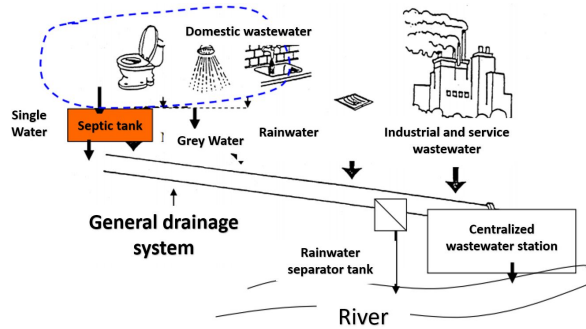 Domestic wastewater
Single
Water
Septic tank
Grey Water
Rainwater
Industrial and service
wastewater
General drainage
system
Rainwater
separator tank
Centralized
wastewater station
River